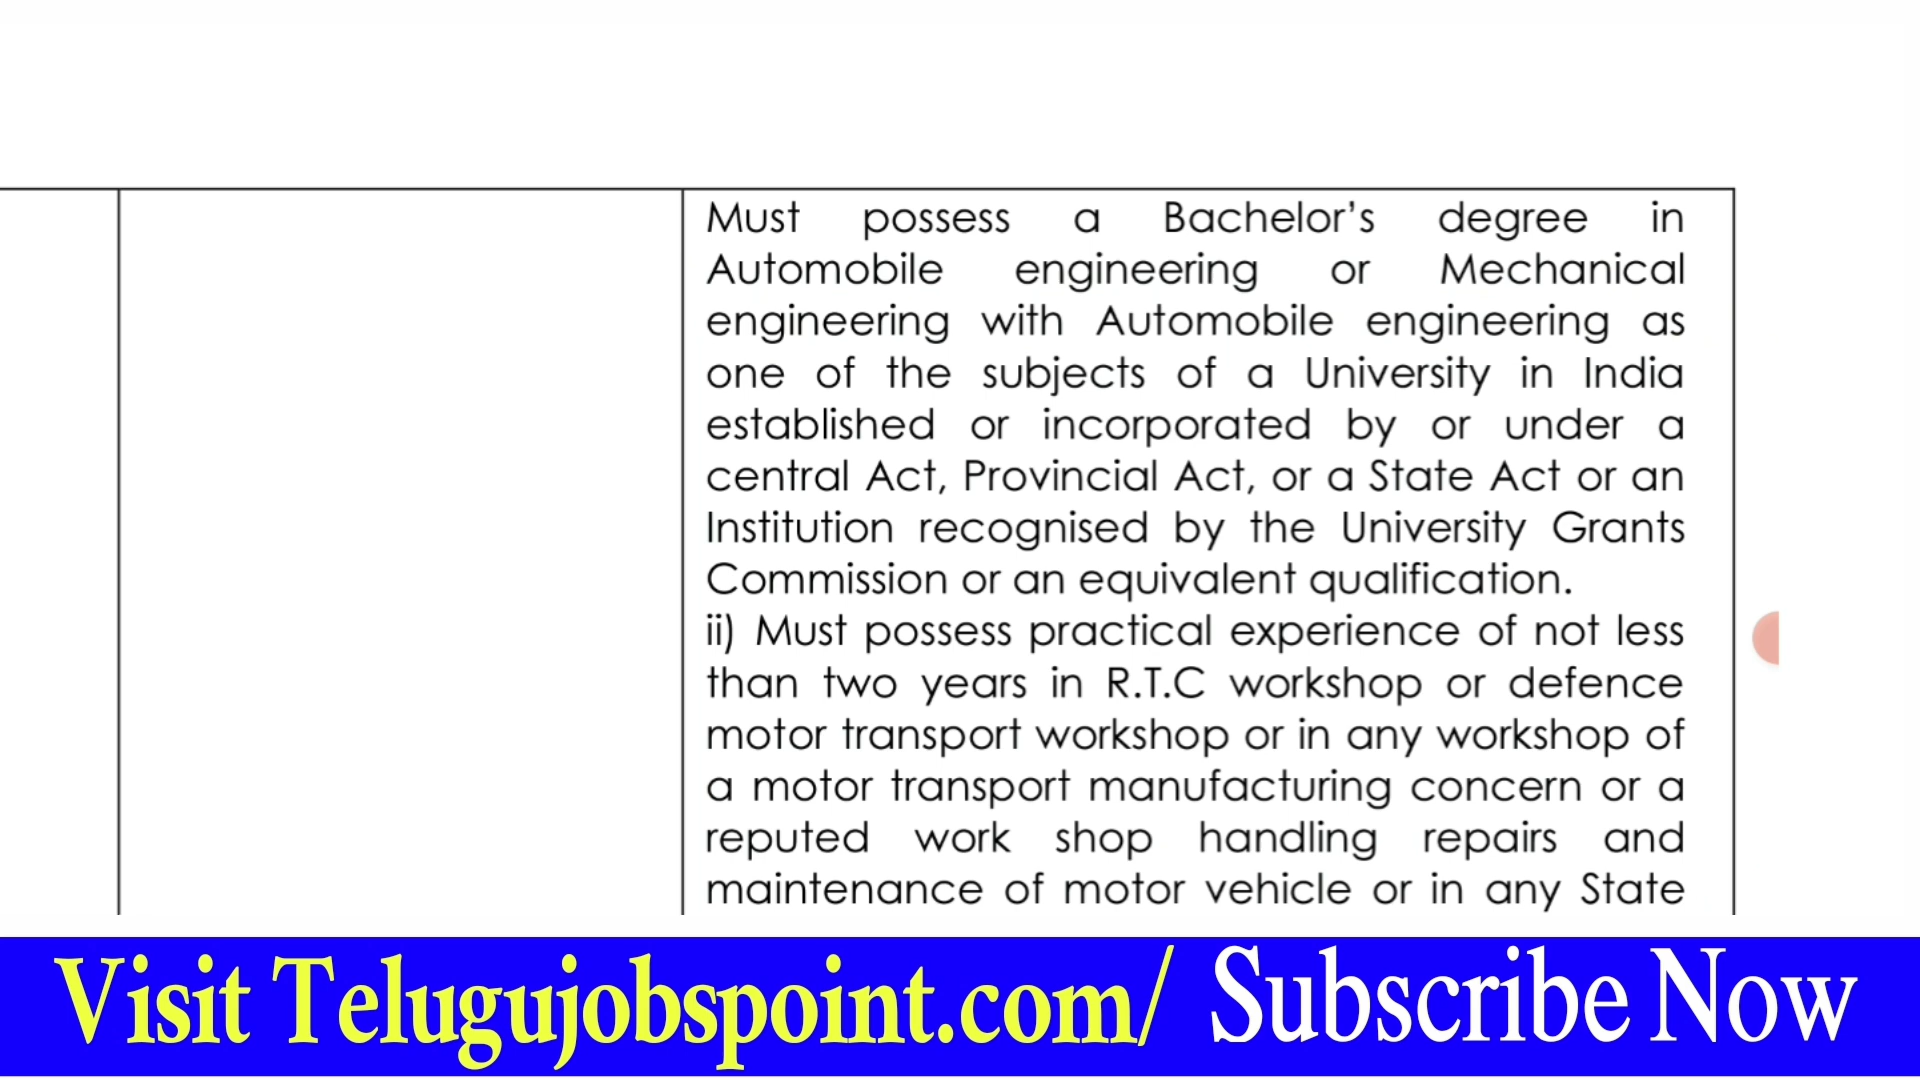 Must possess a Bachelor’s degree in
Automobile engineering or Mechanical
engineering with Automobile engineering as
one of the subjects of a University in India
established or incorporated by or under a
central Act, Provincial Act, or a State Act or an
Institution recognised by the University Grants
Commission or an equivalent qualification.
ii) Must possess practical experience of not less
than two years in R.T.C workshop or defence
motor transport workshop or in any workshop of
a motor transport manufacturing concern or a
reputed work shop handling repairs and
maintenance of motor vehicle or in any State
Visit Telugujobspoint.com/ Subscribe Now